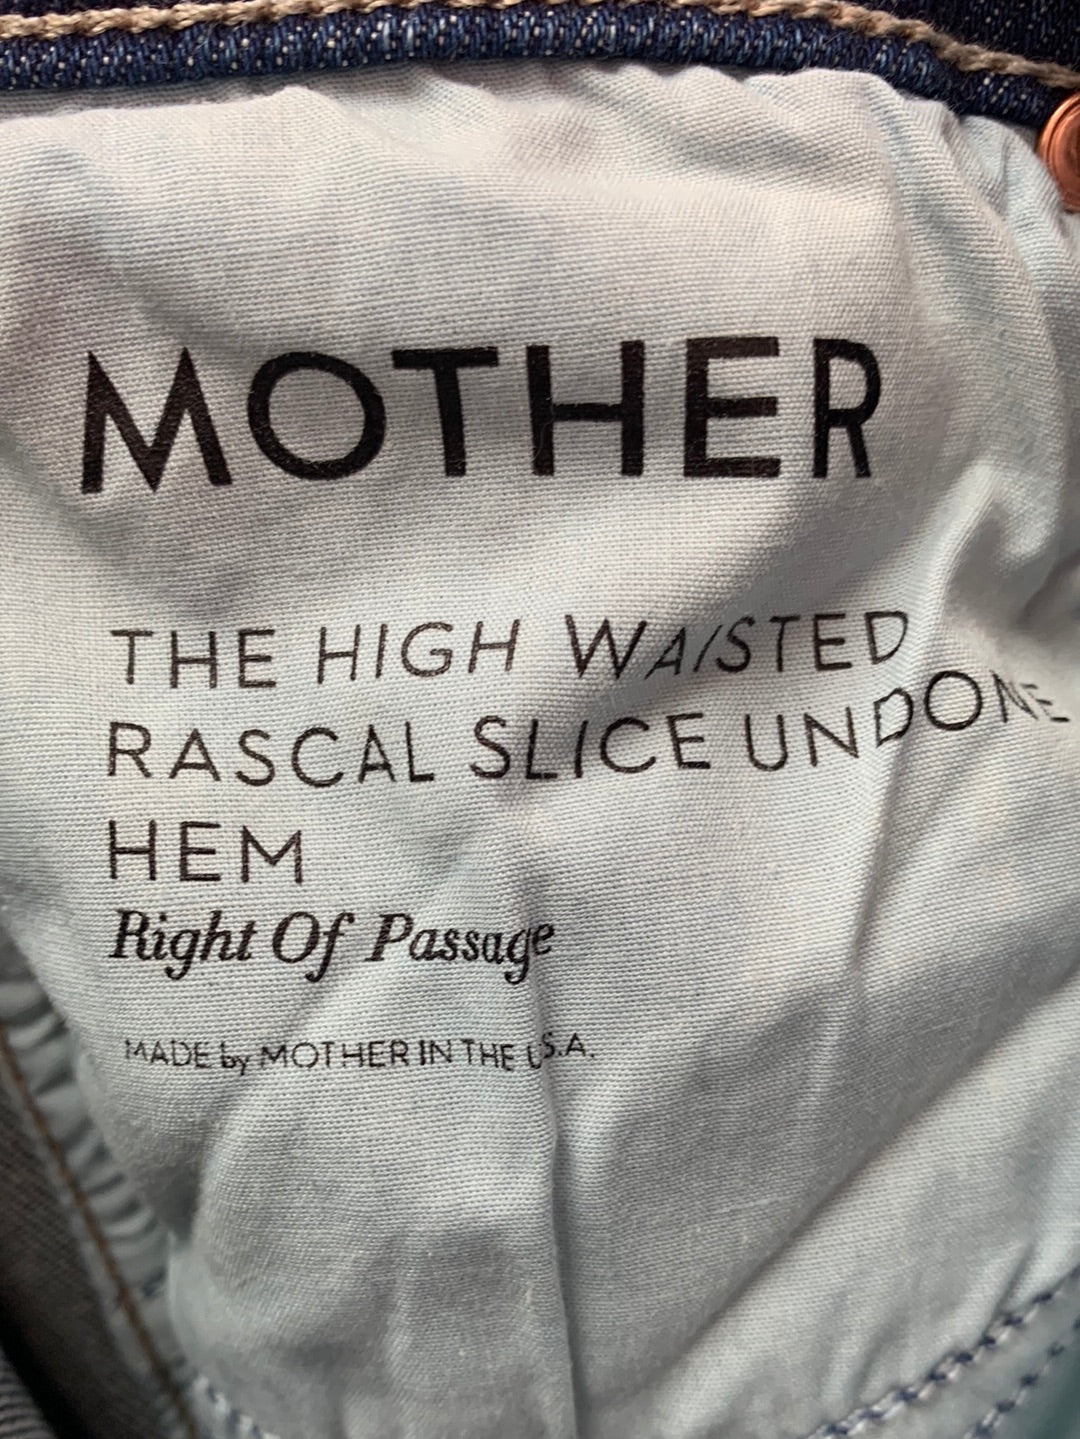 MOTHER
THE HIGH WAISTED
RASCAL SLICE UNDONE
HEM
Right Of Passage
MADE by MOTHER IN THE U.S.A.